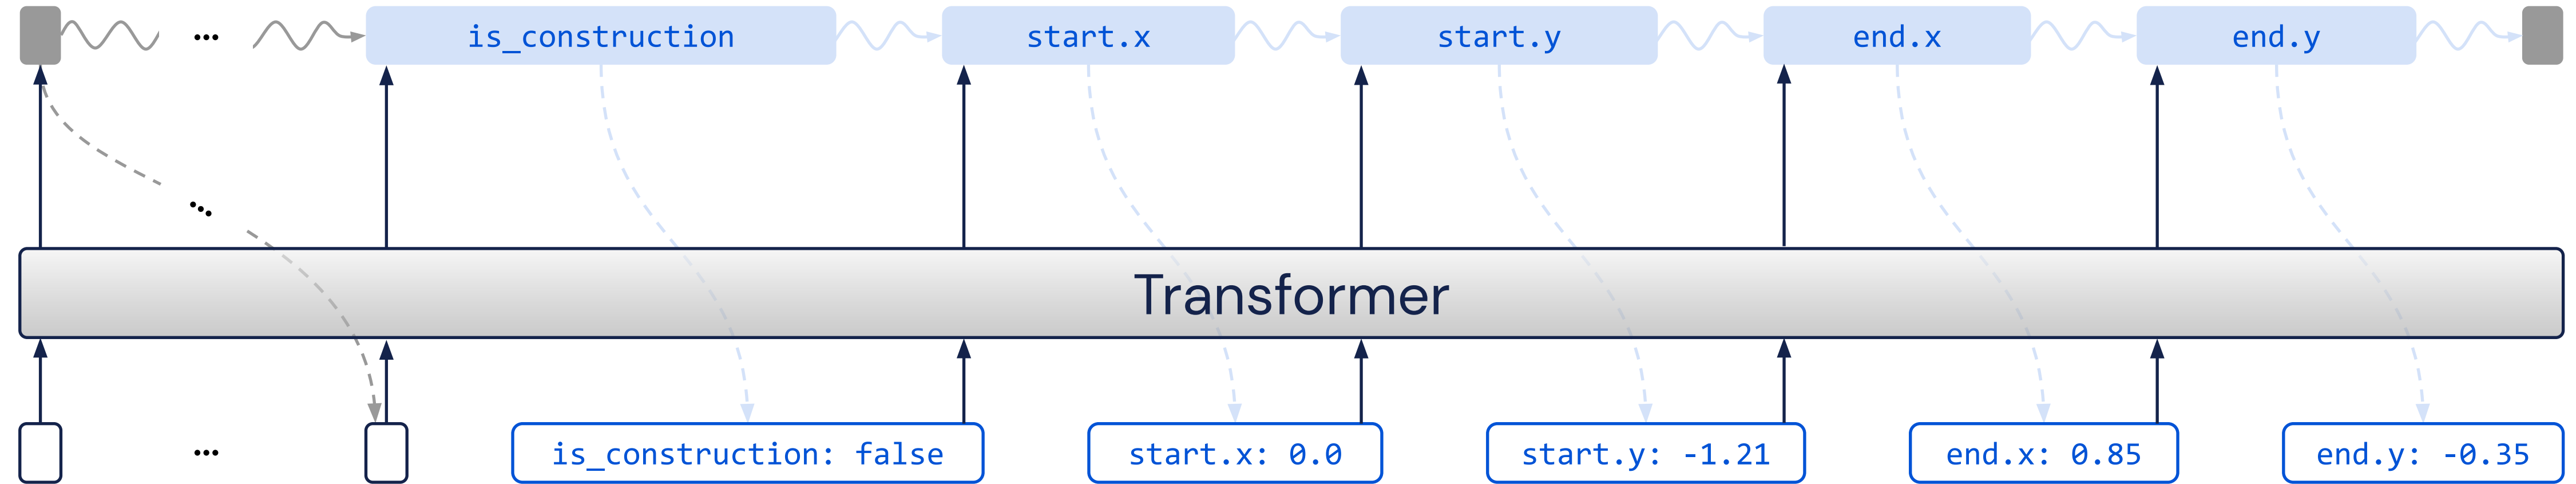 ... is_construction start.x start.y end.x end.y
...
Transformer
... is_construction: false start.x: 0.0 start.y: -1.21 end.x: 0.85 end.y: -0.35